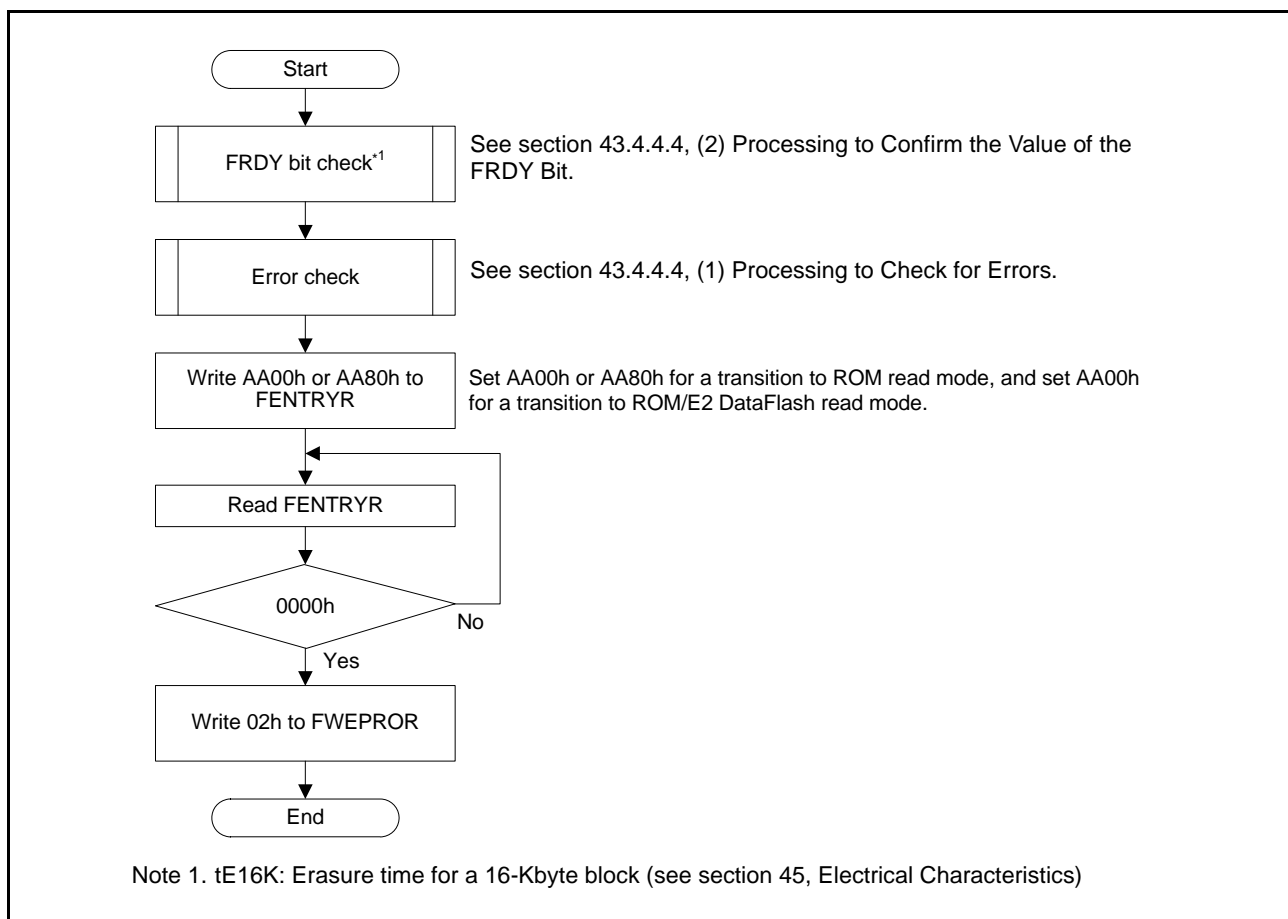 Start
FRDY bit check*1
See section 43.4.4.4, (2) Processing to Confirm the Value of the
FRDY Bit.
Error check
See section 43.4.4.4, (1) Processing to Check for Errors.
Write AA00h or AA80h to
FENTRYR
Set AA00h or AA80h for a transition to ROM read mode, and set AA00h
for a transition to ROM/E2 DataFlash read mode.
Read FENTRYR
0000h
No
Yes
Write 02h to FWEPROR
End
Note 1. tE16K: Erasure time for a 16-Kbyte block (see section 45, Electrical Characteristics)